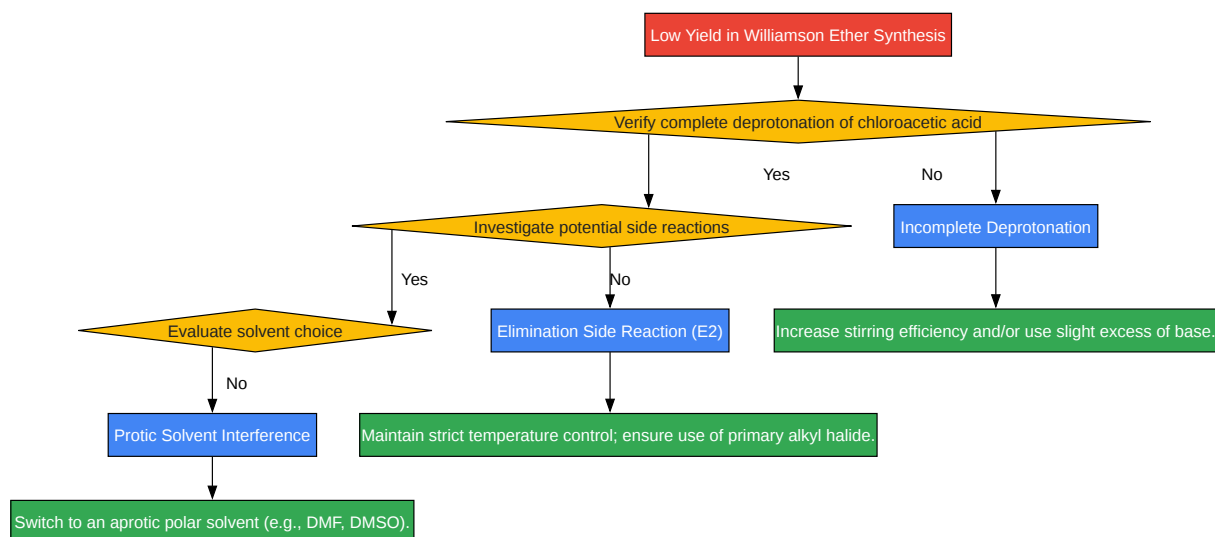 Low Yield in Williamson Ether Synthesis
Verify complete deprotonation of chloroacetic acid
Yes
No
Investigate potential side reactions
Incomplete Deprotonation
Yes
No
Evaluate solvent choice
Elimination Side Reaction (E2)
Increase stirring efficiency and/or use slight excess of base.
No
Protic Solvent Interference
Maintain strict temperature control; ensure use of primary alkyl halide.
Switch to an aprotic polar solvent (e.g., DMF, DMSO).